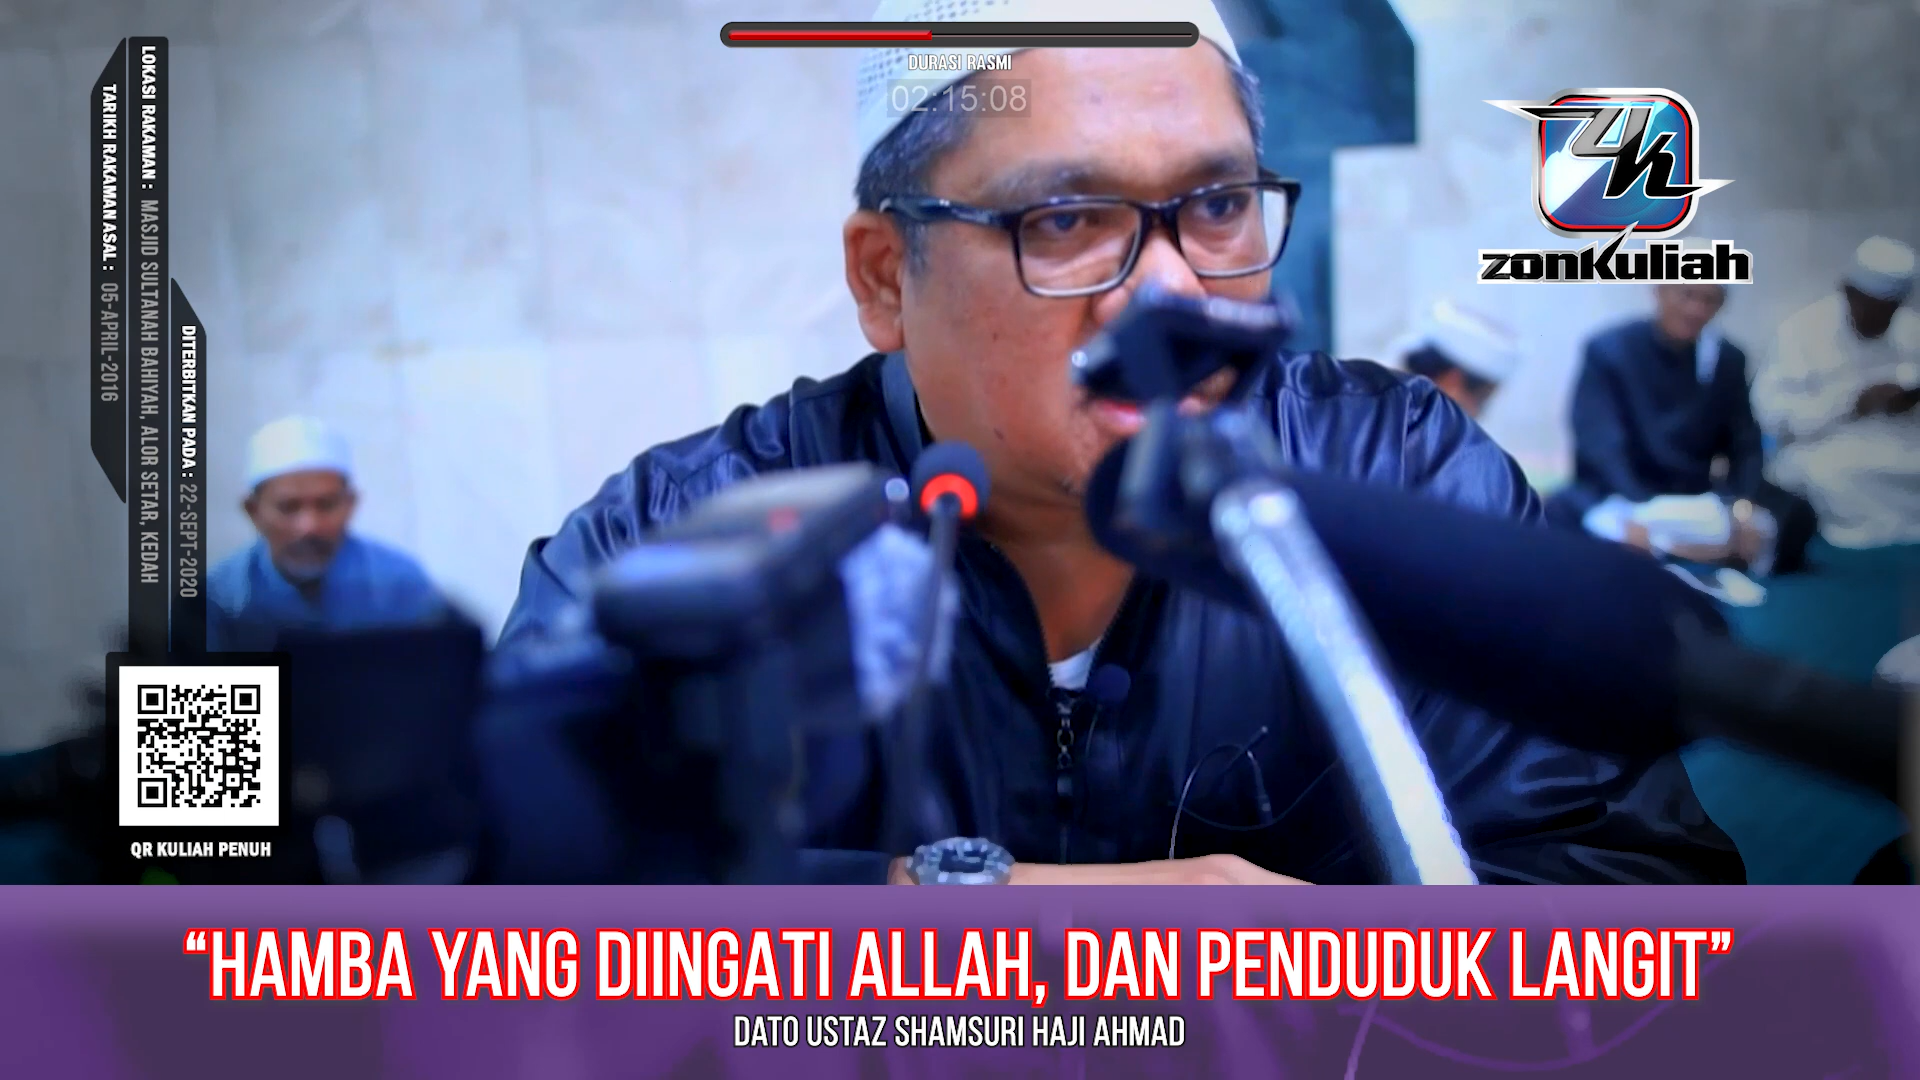 DURASI RASMI
02:15:08
LOKASI RAKAMAN : MASJID SULTANAH BAHIYAH, ALOR SETAR, KEDAH
TARIKH RAKAMAN ASAL : 05-APRIL-2016
DITERBITKAN PADA : 22-SEPT-2020
ZK
zonKuliah
QR KULIAH PENUH
“HAMBA YANG DIINGATI ALLAH, DAN PENDUDUK LANGIT”
DATO USTAZ SHAMSURI HAJI AHMAD